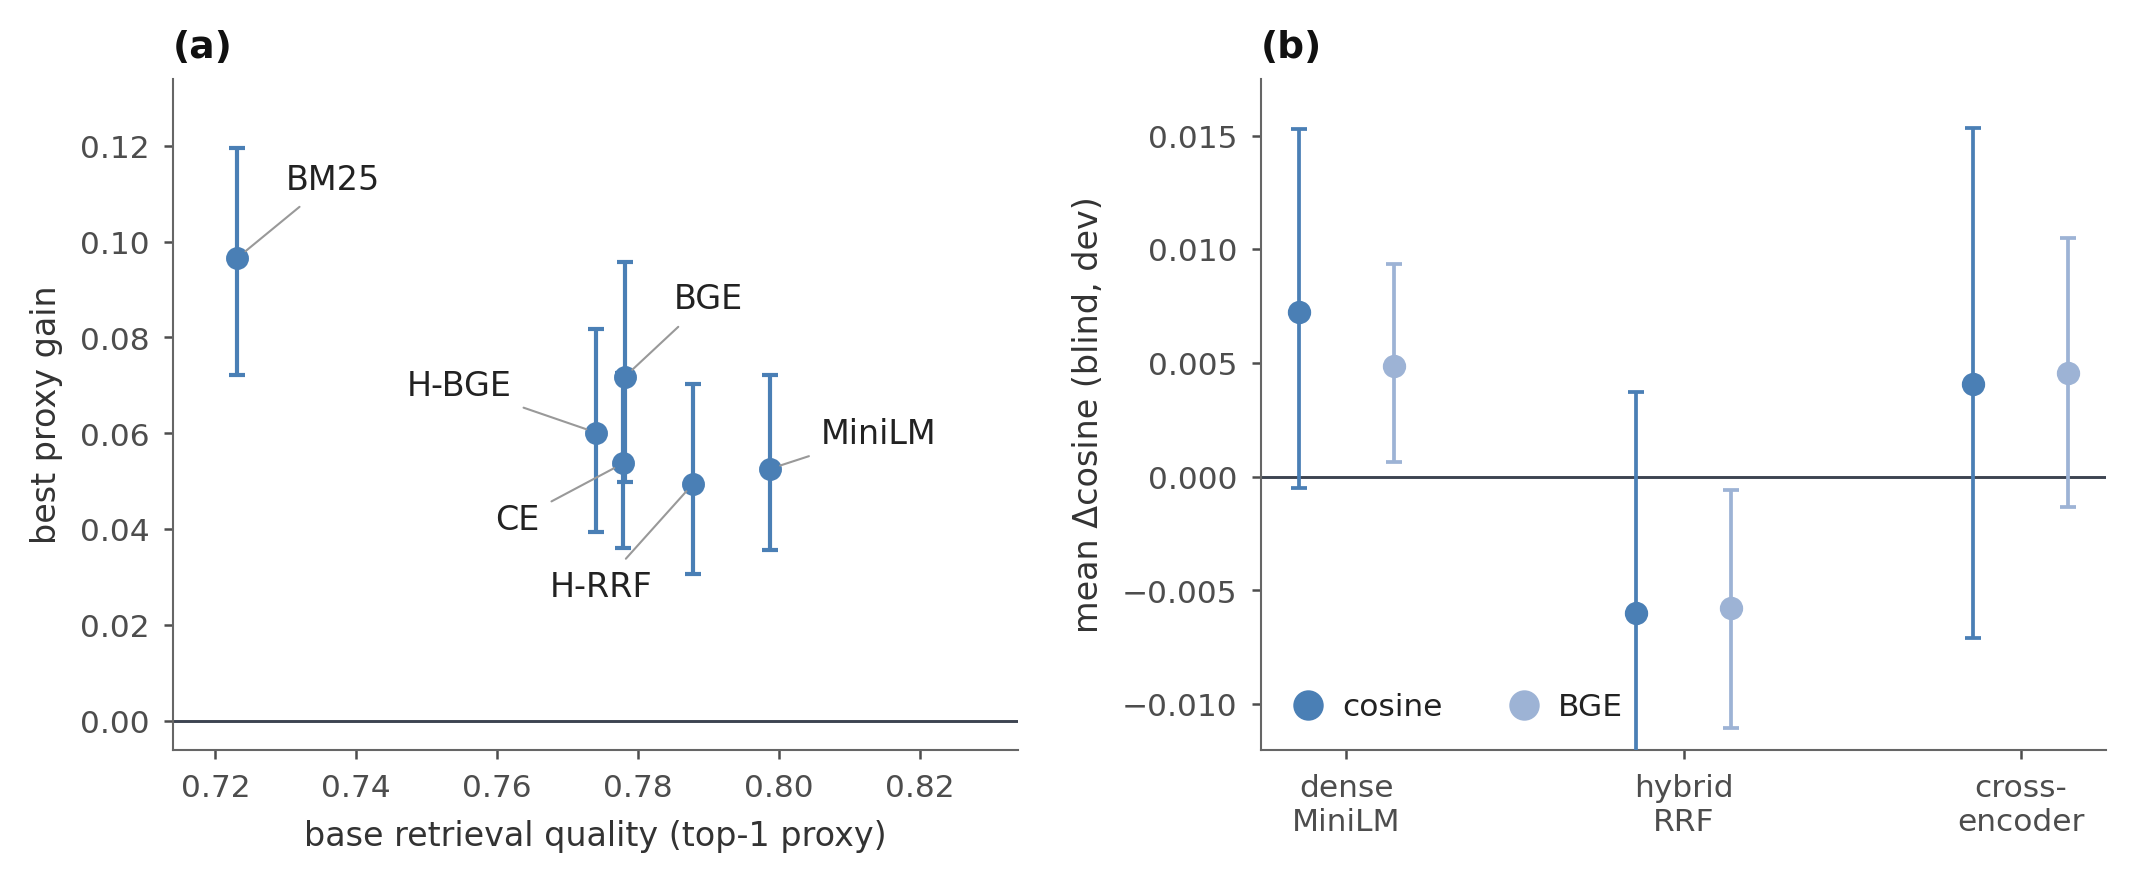 (a)
best proxy gain
0.12
0.10
0.08
0.06
0.04
0.02
0.00
BM25
BGE
H-BGE
MiniLM
CE
H-RRF
0.72
0.74
0.76
0.78
0.80
0.82
base retrieval quality (top-1 proxy)
(b)
mean Δcosine (blind, dev)
0.015
0.010
0.005
0.000
−0.005
−0.010
cosine
BGE
dense
MiniLM
hybrid
RRF
cross-
encoder